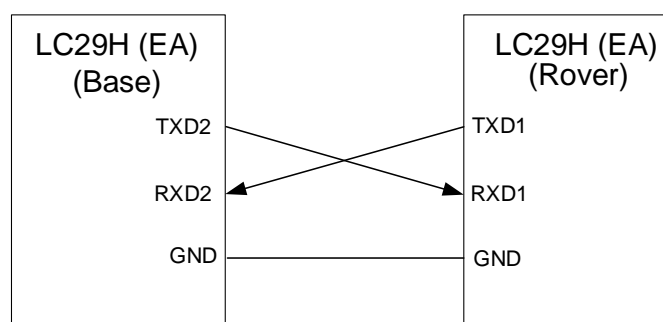 LC29H (EA)
(Base)
TXD2
RXD2
GND
LC29H (EA)
(Rover)
TXD1
RXD1
GND